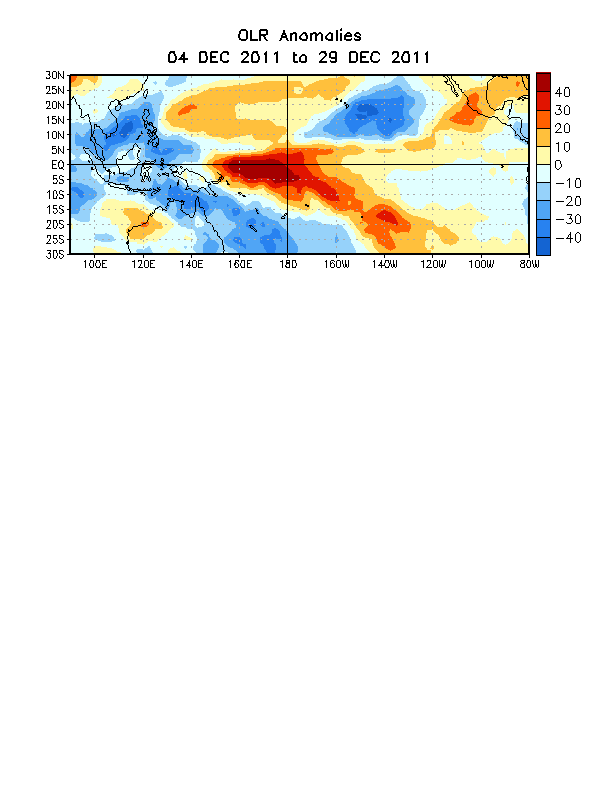 OLR Anomalies
04 DEC 2011 to 29 DEC 2011
30N
25N
20N
15N
10N
5N
EQ
5S
10S
15S
20S
25S
30S
100E 120E 140E 160E 180 160W 140W 120W 100W 80W
40
30
20
10
0
−10
−20
−30
−40